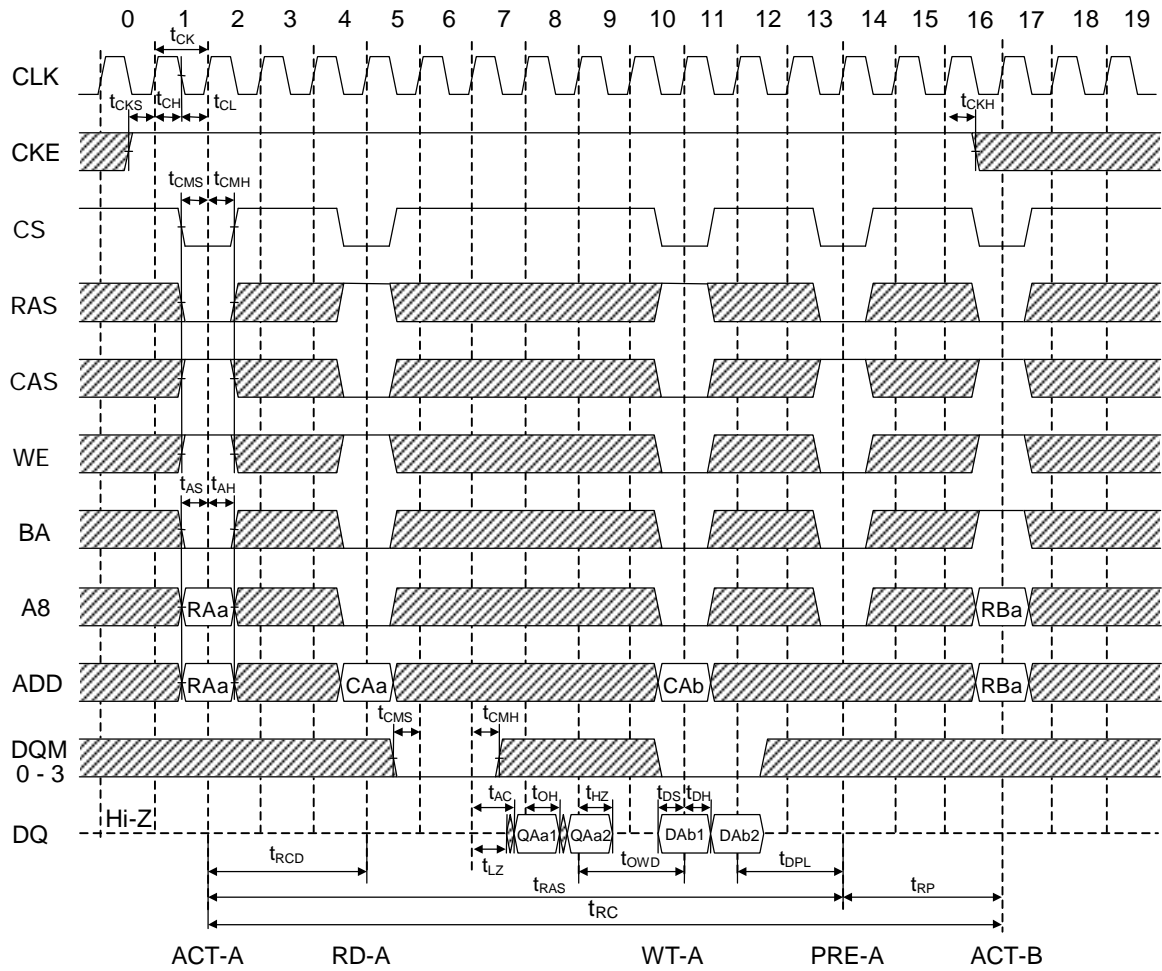 0 1 2 3 4 5 6 7 8 9 10 11 12 13 14 15 16 17 18 19
tCK
CLK
tCKS tCH tCL tCKH
CKE
tCMS tCMH
CS
RAS
CAS
WE
tAS tAH
BA
A8 RAa RBa
ADD RAa CAa CAb RBa
tCMS tCMH
DQM
0 - 3
tAC tOH tHZ tDS tDH
Hi-Z
DQ QAa1 QAa2 DAb1 DAb2
tRCD tLZ tOWD tDPL
tRAS tRP
tRC
ACT-A RD-A WT-A PRE-A ACT-B